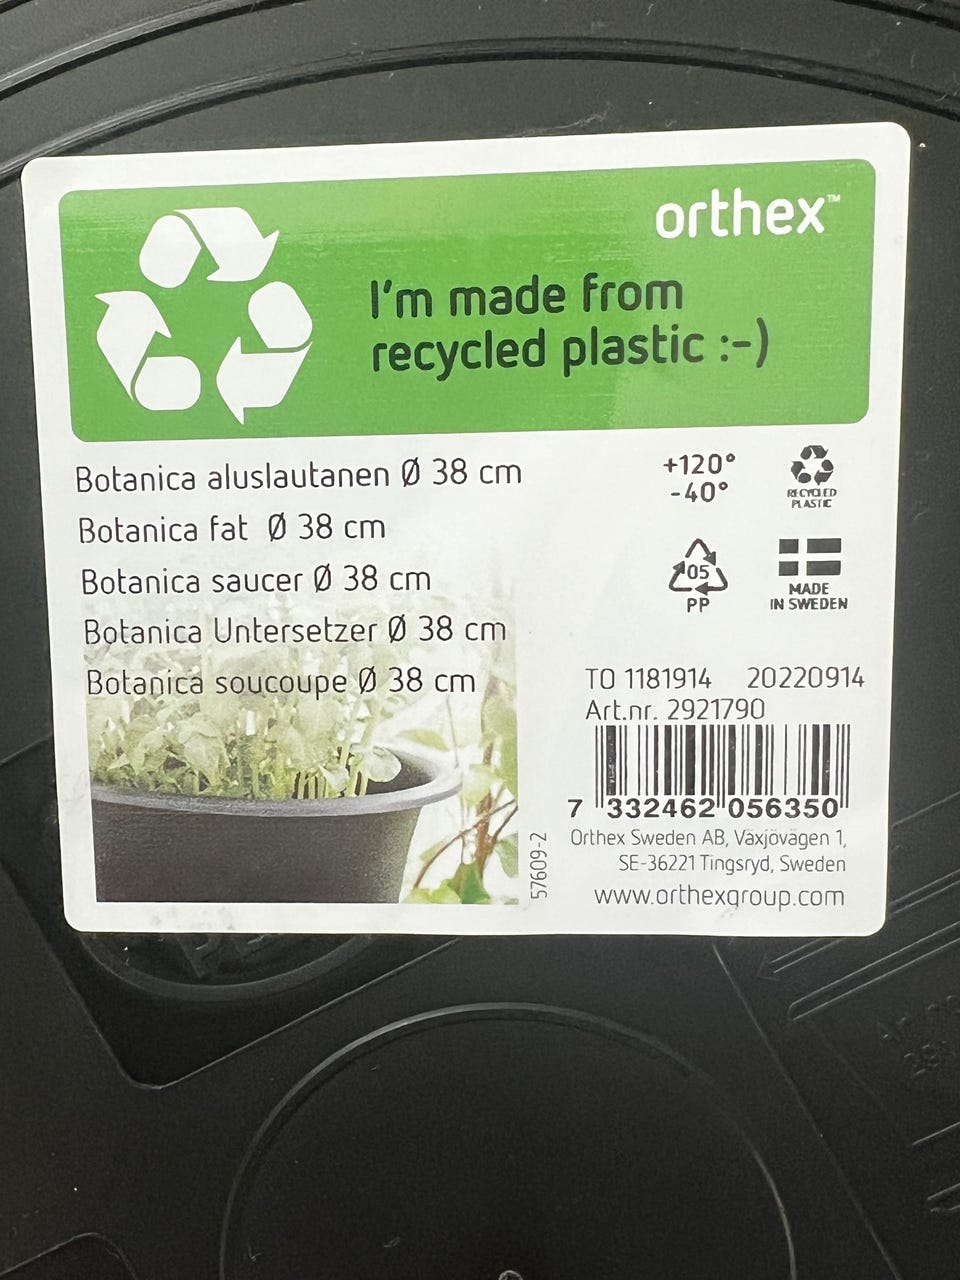 orthex™
I'm made from
recycled plastic :-)
Botanica aluslautanen Ø 38 cm
Botanica fat Ø 38 cm
Botanica saucer Ø 38 cm
Botanica Untersetzer Ø 38 cm
Botanica soucoupe Ø 38 cm
+120°
-40°
RECYCLED
PLASTIC
05
PP
MADE
IN SWEDEN
TO 1181914 20220914
Art.nr. 2921790
7 332462 056350
57609-2
Orthex Sweden AB, Växjövägen 1,
SE-36221 Tingsryd, Sweden
www.orthexgroup.com